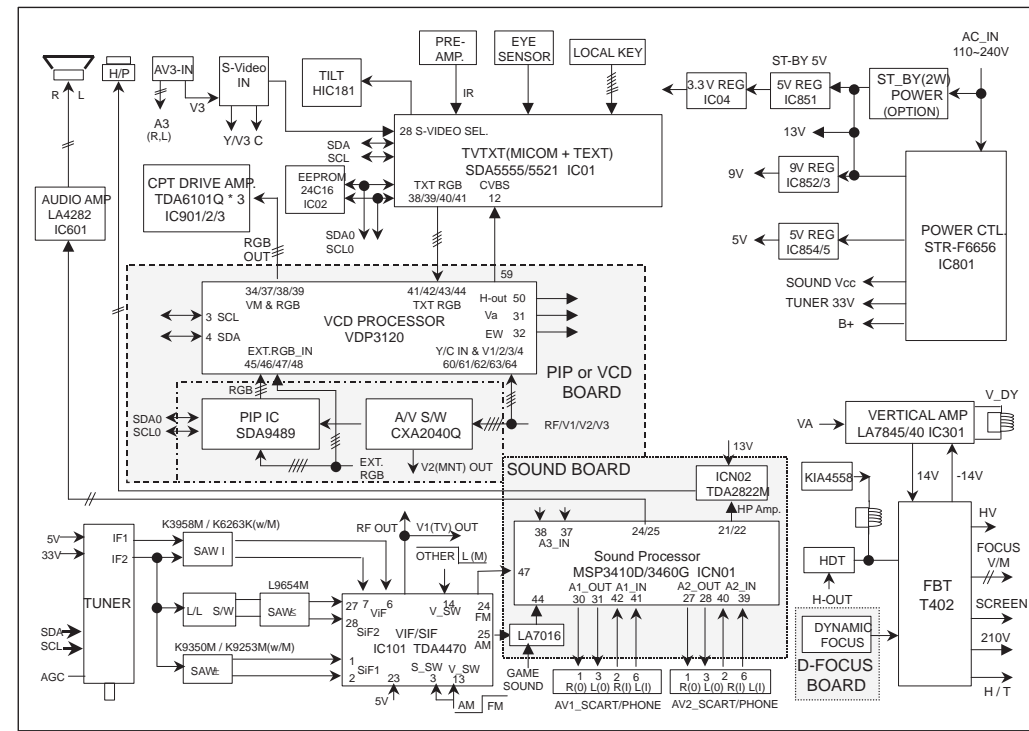 AC_IN
110~240V
PRE-
AMP.
EYE
SENSOR
LOCAL KEY
R
L
H/P
AV3-IN
S-Video
IN
TILT
HIC181
IR
ST-BY 5V
3.3 V REG
IC04
5V REG
IC851
ST_BY(2W)
POWER
(OPTION)
A3
(R,L)
V3
Y/V3 C
28 S-VIDEO SEL.
TVTXT(MICOM + TEXT)
SDA5555/5521 IC01
TXT RGB
38/39/40/41
CVBS
12
SDA
SCL
EEPROM
24C16
IC02
SDA0
SCL0
13V
9V
9V REG
IC852/3
5V
5V REG
IC854/5
POWER CTL.
STR-F6656
IC801
SOUND Vcc
TUNER 33V
B+
AUDIO AMP
LA4282
IC601
CPT DRIVE AMP.
TDA6101Q * 3
IC901/2/3
RGB
OUT
59
34/37/38/39
VM & RGB
41/42/43/44
TXT RGB
H-out 50
Va 31
EW 32
3 SCL
4 SDA
VCD PROCESSOR
VDP3120
EXT.RGB_IN
45/46/47/48
Y/C IN & V1/2/3/4
60/61/62/63/64
PIP or VCD
BOARD
RGB
SDA0
SCL0
PIP IC
SDA9489
A/V S/W
CXA2040Q
RF/V1/V2/V3
EXT.
RGB
V2(MNT) OUT
V_DY
VA
VERTICAL AMP
LA7845/40 IC301
14V
-14V
KIA4558
HDT
H-OUT
FBT
T402
HV
FOCUS
V/M
SCREEN
210V
H / T
DYNAMIC
FOCUS
D-FOCUS
BOARD
SOUND BOARD
13V
ICN02
TDA2822M
HP Amp.
38
37
A3_IN
24/25
21/22
Sound Processor
MSP3410D/3460G ICN01
47
A1_OUT
A1_IN
A2_OUT
A2_IN
44
30
31
42
41
27
28
40
39
LA7016
GAME
SOUND
1
3
2
6
R(0) L(0) R(I) L(I)
AV1_SCART/PHONE
1
3
2
6
R(0) L(0) R(I) L(I)
AV2_SCART/PHONE
5V
33V
IF1
IF2
TUNER
SDA
SCL
AGC
K3958M / K6263K(w/M)
SAW I
L9654M
L/L
S/W
SAW
K9350M / K9253M(w/M)
SAW
RF OUT
V1(TV) OUT
OTHER
L (M)
27
7
ViF
6
14
V_SW
24
FM
28
SiF2
VIF/SIF
IC101 TDA4470
25
AM
1
2
SiF1
23
S_SW
3
V_SW
13
5V
AM
FM